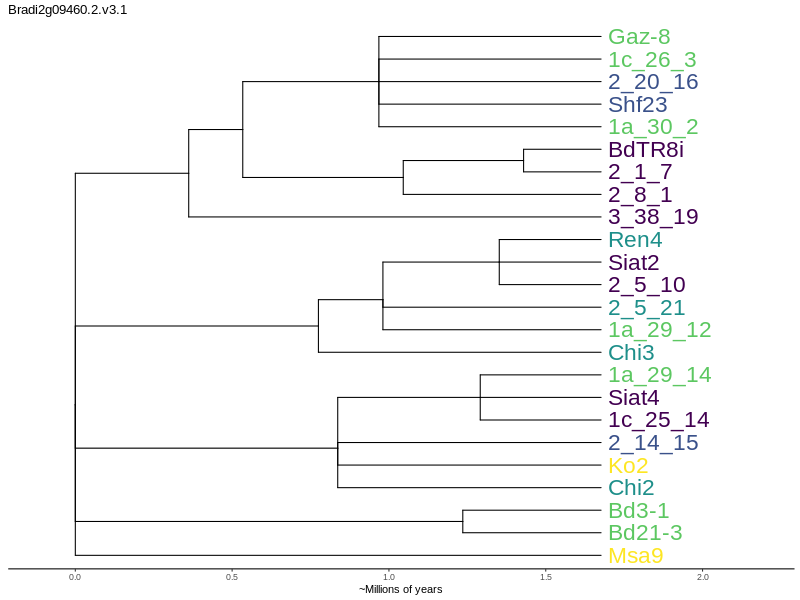 Bradi2g09460.2.v3.1
Gaz-8
1c_26_3
2_20_16
Shf23
1a_30_2
BdTR8i
2_1_7
2_8_1
3_38_19
Ren4
Siat2
2_5_10
2_5_21
1a_29_12
Chi3
1a_29_14
Siat4
1c_25_14
2_14_15
Ko2
Chi2
Bd3-1
Bd21-3
Msa9
0.0 0.5 1.0 1.5 2.0
~Millions of years